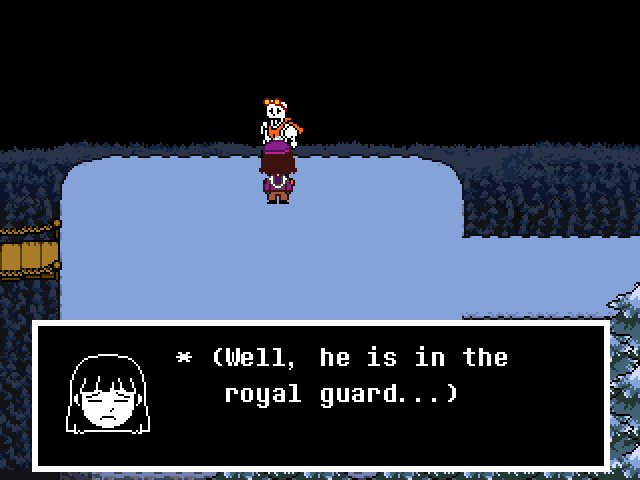 * (Well, he is in the
royal guard...)